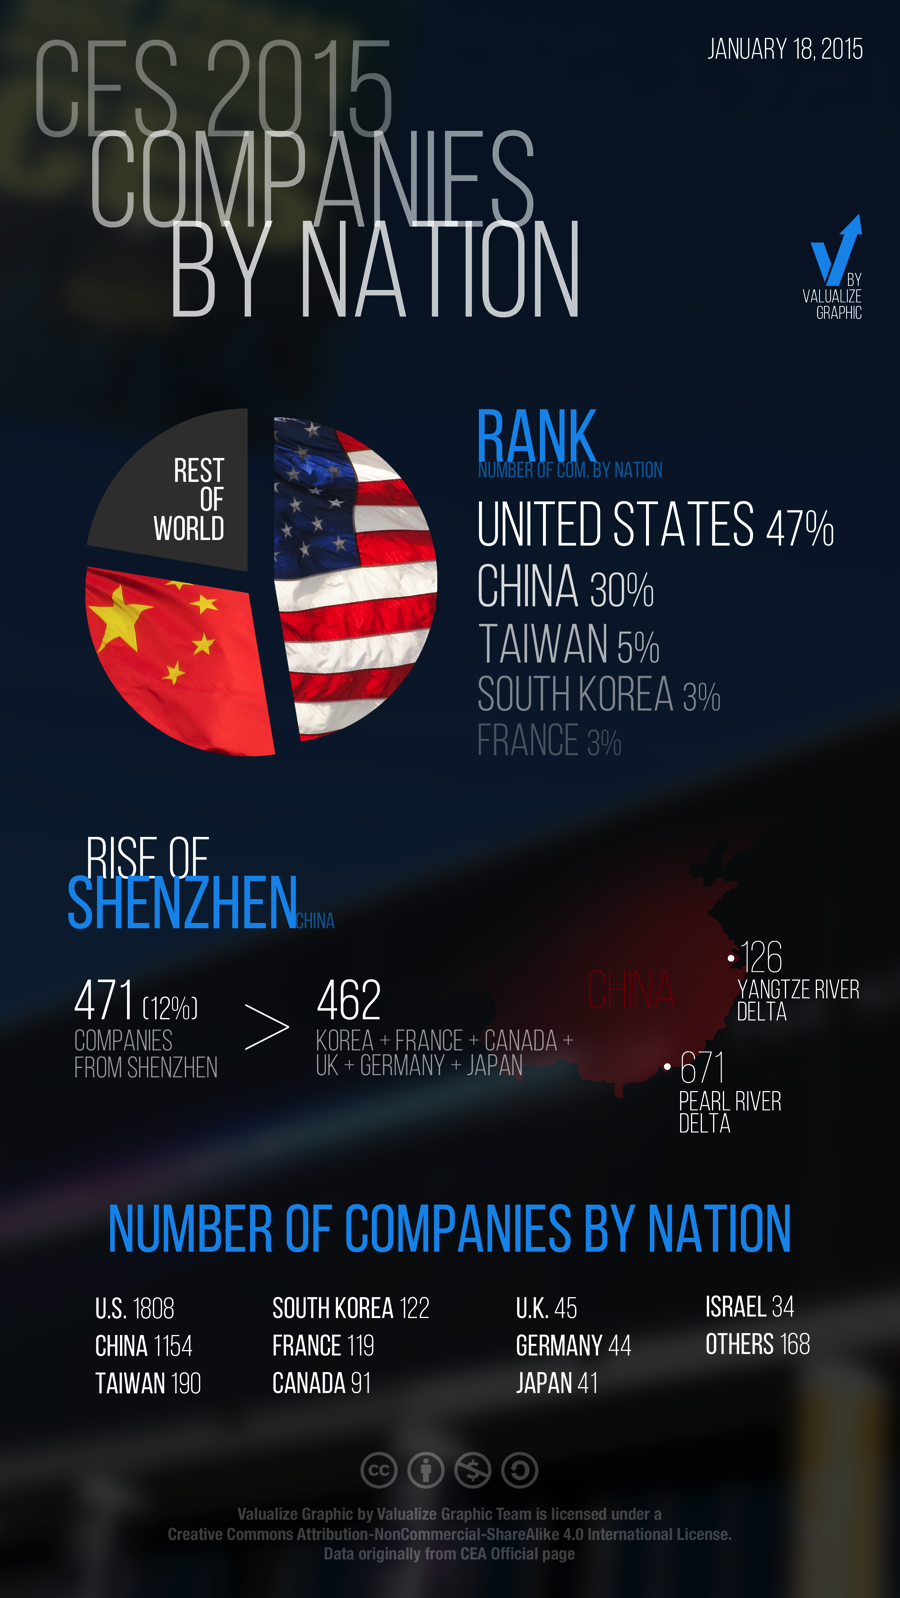 CES 2015
COMPANIES
BY NATION
JANUARY 18, 2015
BY
VALUALIZE
GRAPHIC
REST
OF
WORLD
RANK
NUMBER OF COM. BY NATION
UNITED STATES 47%
CHINA 30%
TAIWAN 5%
SOUTH KOREA 3%
FRANCE 3%
RISE OF
SHENZHEN CHINA
471 (12%)
COMPANIES
FROM SHENZHEN
>
462
KOREA + FRANCE + CANADA +
UK + GERMANY + JAPAN
CHINA
126
YANGTZE RIVER
DELTA
671
PEARL RIVER
DELTA
NUMBER OF COMPANIES BY NATION
U.S. 1808
CHINA 1154
TAIWAN 190
SOUTH KOREA 122
FRANCE 119
CANADA 91
U.K. 45
GERMANY 44
JAPAN 41
ISRAEL 34
OTHERS 168
cc
Valualize Graphic by Valualize Graphic Team is licensed under a
Creative Commons Attribution-NonCommercial-ShareAlike 4.0 International License.
Data originally from CEA Official page